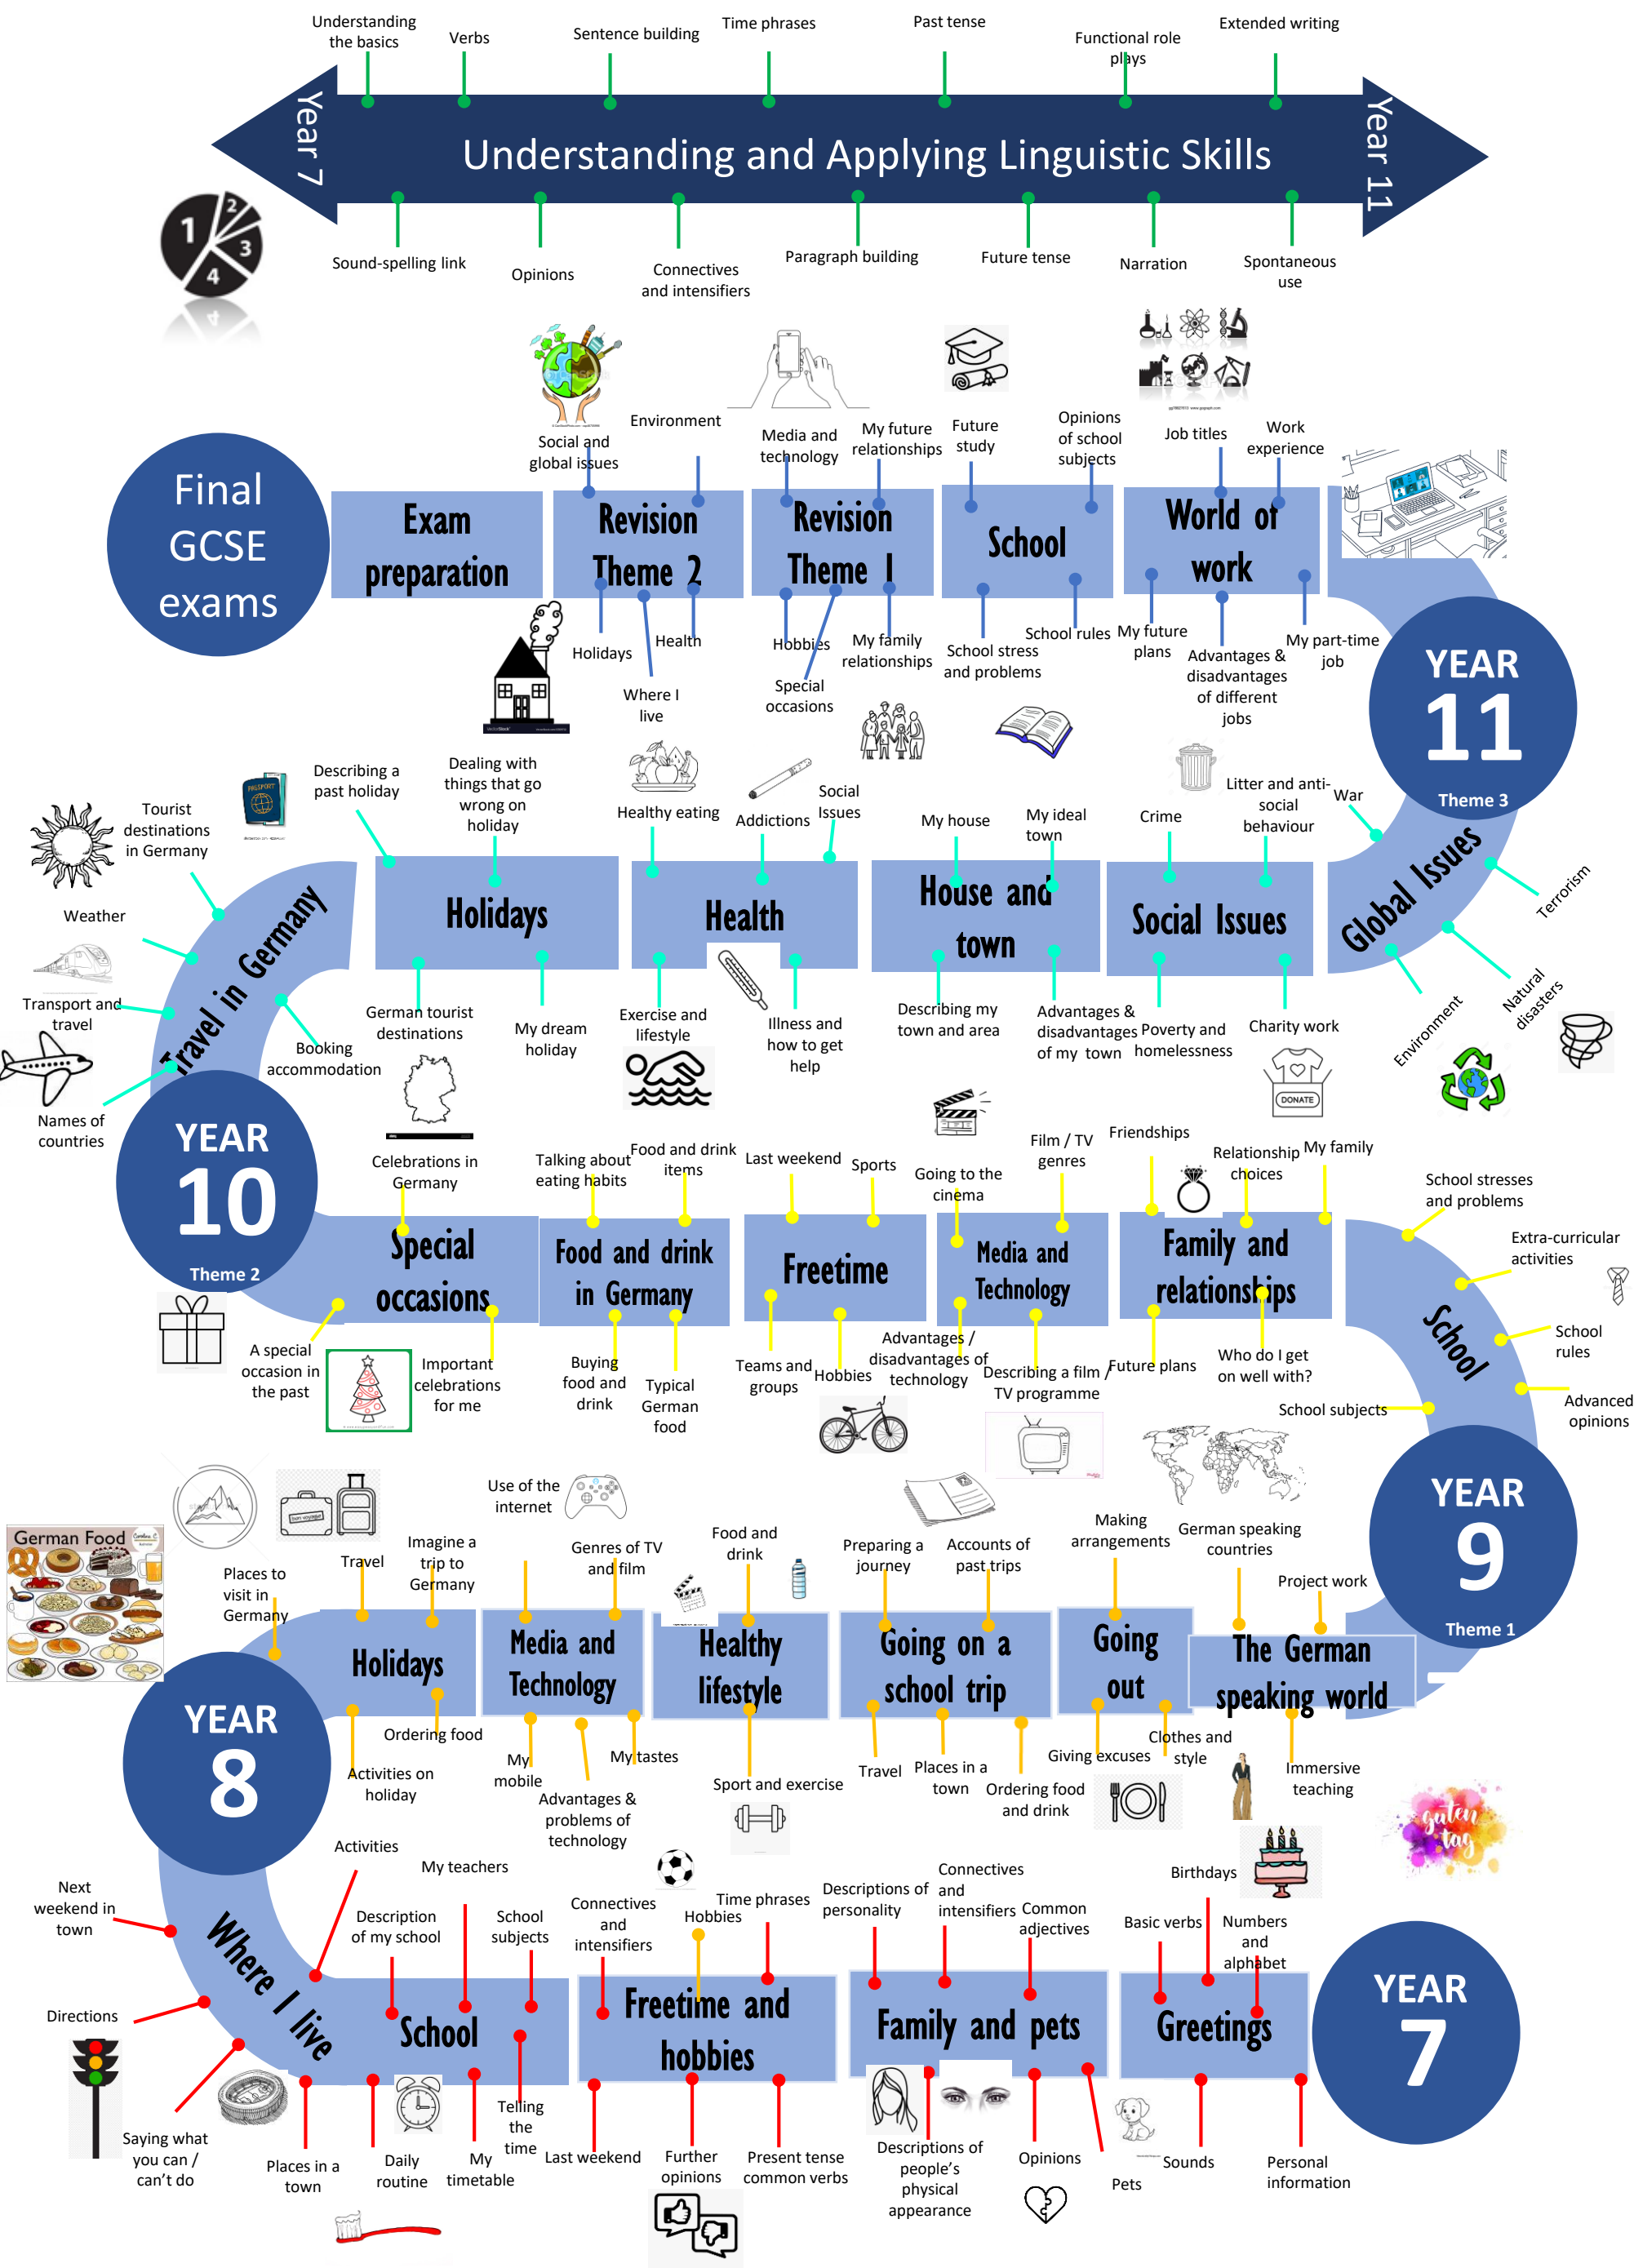 Understanding
the basics
Verbs
Sentence building
Time phrases
Past tense
Functional role
plays
Extended writing
Year 7
Understanding and Applying Linguistic Skills
Year 11
Sound-spelling link
Opinions
Connectives
and intensifiers
Paragraph building
Future tense
Narration
Spontaneous
use
1
2
3
4
Social and
global issues
Environment
Media and
technology
My future
relationships
Future
study
Opinions
of school
subjects
Job titles
Work
experience
Final
GCSE
exams
Exam
preparation
Revision
Theme 2
Revision
Theme 1
School
World of
work
Holidays
Where I
live
Health
Hobbies
Special
occasions
My family
relationships
School stress
and problems
School rules
My future
plans
Advantages &
disadvantages
of different
jobs
My part-time
job
YEAR
11
Theme 3
Tourist
destinations
in Germany
PASSPORT
Describing a
past holiday
Dealing with
things that go
wrong on
holiday
Healthy eating
Addictions
Social
Issues
My house
My ideal
town
Crime
Litter and anti-
social
behaviour
War
Terrorism
Natural
disasters
Environment
Global Issues
Weather
Transport and
travel
Names of
countries
Booking
accommodation
Travel in Germany
Holidays
Health
House and
town
Social Issues
German tourist
destinations
My dream
holiday
Exercise and
lifestyle
Illness and
how to get
help
Describing my
town and area
Advantages &
disadvantages
of my town
Poverty and
homelessness
Charity work
DONATE
YEAR
10
Theme 2
Celebrations in
Germany
Talking about
eating habits
Food and drink
items
Last weekend
Sports
Going to the
cinema
Film / TV
genres
Friendships
Relationship
choices
My family
School stresses
and problems
Extra-curricular
activities
School
rules
Advanced
opinions
School subjects
School
Special
occasions
Food and drink
in Germany
Freetime
Media and
Technology
Family and
relationships
A special
occasion in
the past
Important
celebrations
for me
Buying
food and
drink
Typical
German
food
Teams and
groups
Hobbies
Advantages /
disadvantages of
technology
Describing a film /
TV programme
Future plans
Who do I get
on well with?
YEAR
9
Theme 1
German Food
Places to
visit in
Germany
Travel
Imagine a
trip to
Germany
Use of the
internet
Genres of TV
and film
Food and
drink
Preparing a
journey
Accounts of
past trips
Making
arrangements
German speaking
countries
Project work
Holidays
Media and
Technology
Healthy
lifestyle
Going on a
school trip
Going
out
The German
speaking world
Activities on
holiday
Ordering food
My
mobile
Advantages &
problems of
technology
My tastes
Sport and exercise
Travel
Places in a
town
Ordering food
and drink
Giving excuses
Clothes and
style
Immersive
teaching
guten
tag
YEAR
8
Next
weekend in
town
Activities
Description
of my school
My teachers
School
subjects
Connectives
and
intensifiers
Hobbies
Time phrases
Descriptions of
personality
Connectives
and
intensifiers
Common
adjectives
Basic verbs
Birthdays
Numbers
and
alphabet
Where I live
School
Freetime and
hobbies
Family and pets
Greetings
YEAR
7
Directions
Saying what
you can /
can't do
Places in a
town
Daily
routine
My
timetable
Telling
the
time
Last weekend
Further
opinions
Present tense
common verbs
Descriptions of
people's
physical
appearance
Opinions
Pets
Sounds
Personal
information